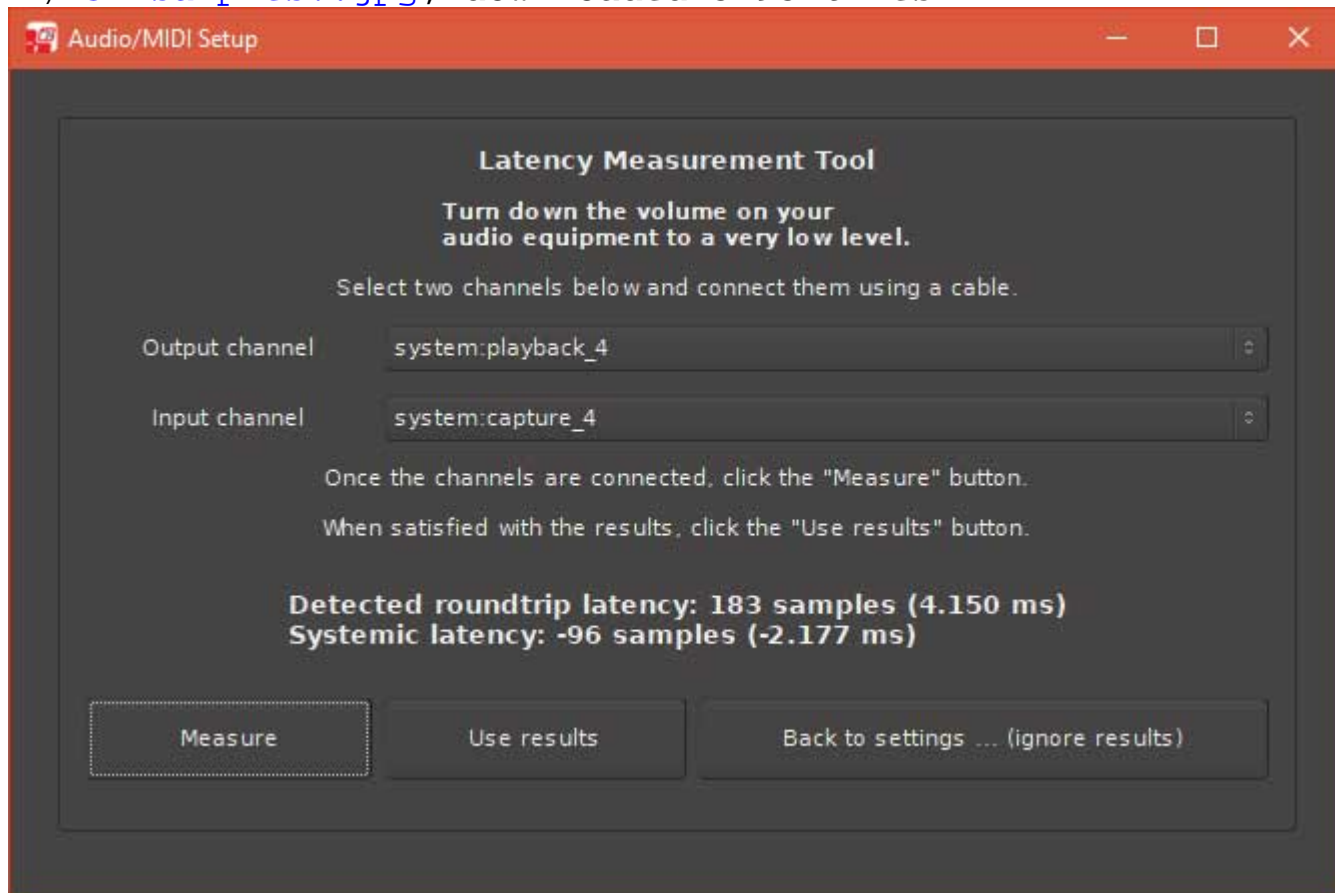 Audio/MIDI Setup
Latency Measurement Tool
Turn down the volume on your
audio equipment to a very low level.
Select two channels below and connect them using a cable.
Output channel system:playback_4
Input channel system:capture_4
Once the channels are connected, click the "Measure" button.
When satisfied with the results, click the "Use results" button.
Detected roundtrip latency: 183 samples (4.150 ms)
Systemic latency: -96 samples (-2.177 ms)
Measure Use results Back to settings ... (ignore results)